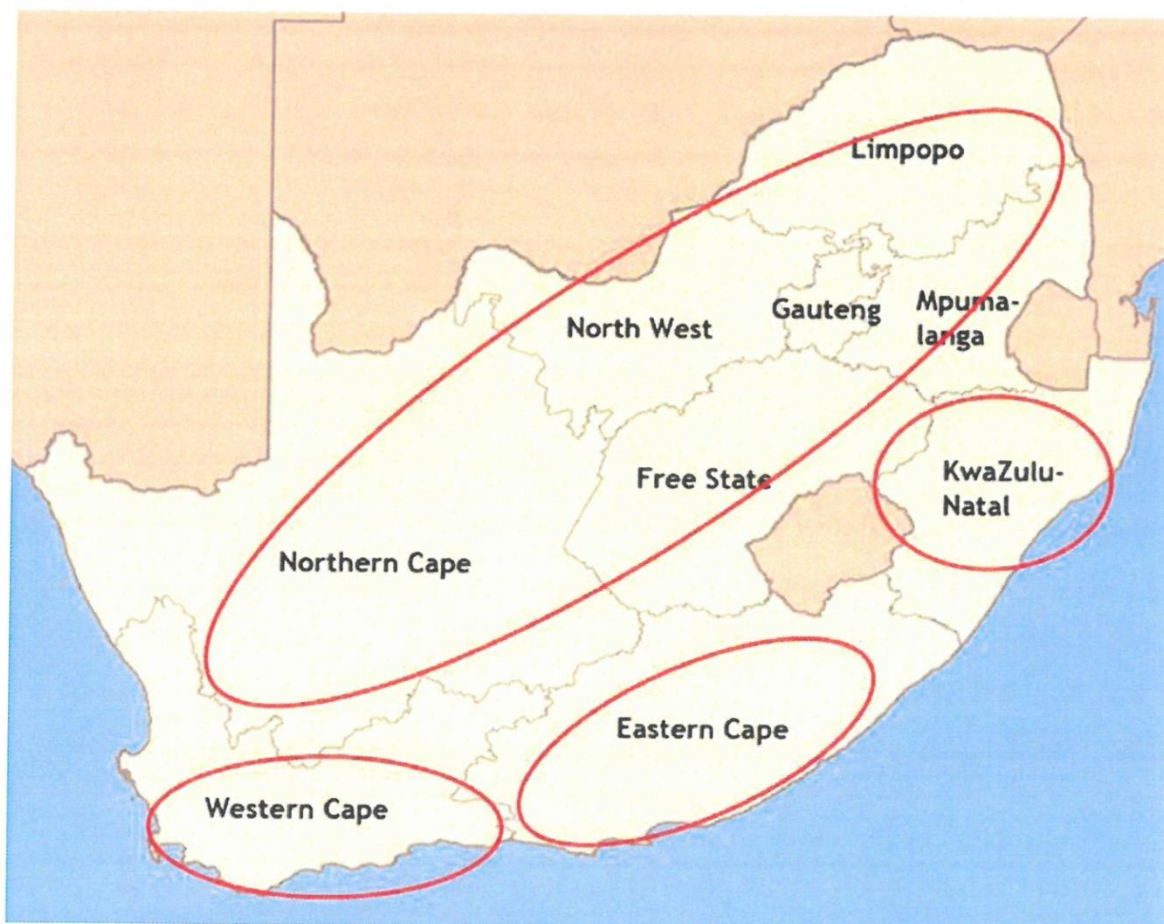 Limpopo
North West
Gauteng
Mpuma-
langa
Free State
KwaZulu-
Natal
Northern Cape
Eastern Cape
Western Cape